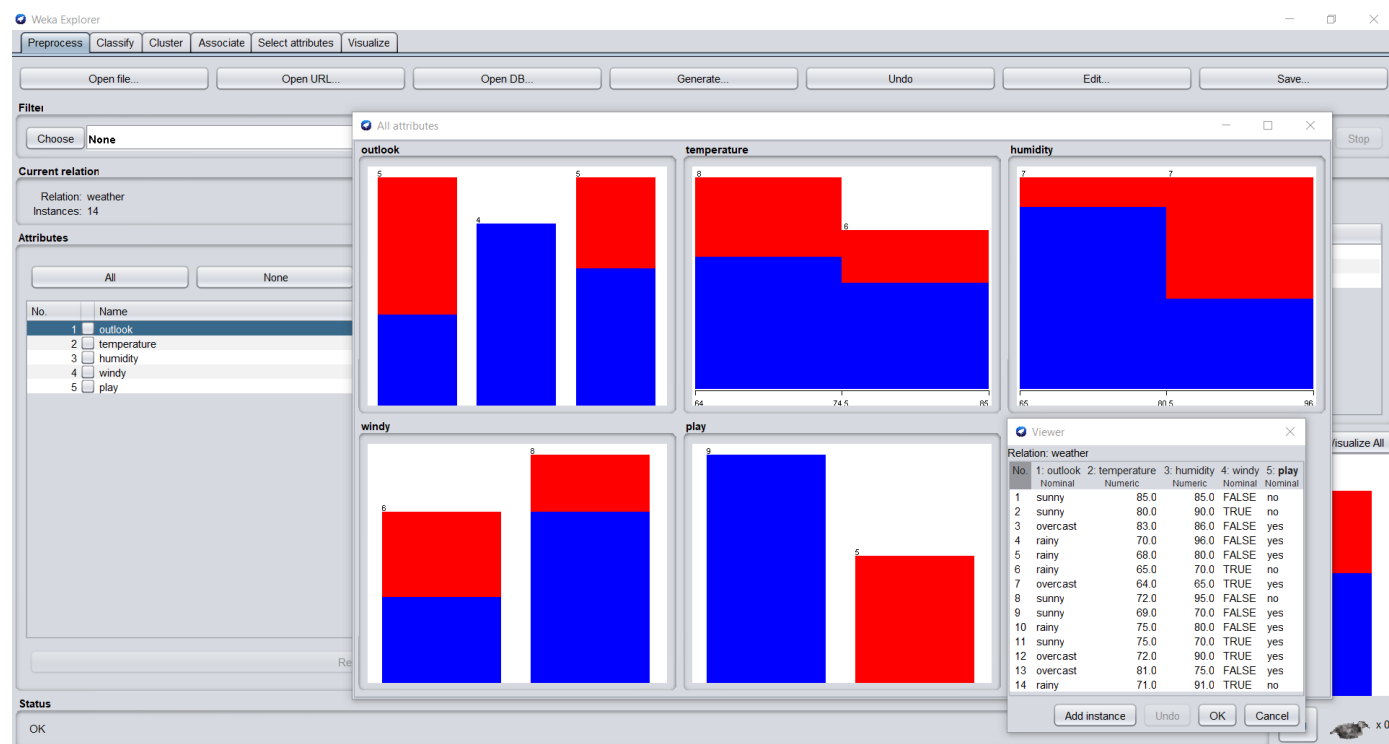 Weka Explorer
Preprocess Classify Cluster Associate Select attributes Visualize
Open file... Open URL... Open DB... Generate... Undo Edit... Save...
Filter
Choose None
Stop
Current relation
Relation: weather
Instances: 14
Attributes
All None
No. Name
1 outlook
2 temperature
3 humidity
4 windy
5 play
Re
Status
OK
x 0
Visualize All
All attributes
outlook
5 4 5
temperature
8 6
64 74.5 85
humidity
7 7
65 80.5 96
windy
6 8
play
9 5
Viewer
Relation: weather
No. 1: outlook 2: temperature 3: humidity 4: windy 5: play
Nominal Numeric Numeric Nominal Nominal
1 sunny 85.0 85.0 FALSE no
2 sunny 80.0 90.0 TRUE no
3 overcast 83.0 86.0 FALSE yes
4 rainy 70.0 96.0 FALSE yes
5 rainy 68.0 80.0 FALSE yes
6 rainy 65.0 70.0 TRUE no
7 overcast 64.0 65.0 TRUE yes
8 sunny 72.0 95.0 FALSE no
9 sunny 69.0 70.0 FALSE yes
10 rainy 75.0 80.0 FALSE yes
11 sunny 75.0 70.0 TRUE yes
12 overcast 72.0 90.0 TRUE yes
13 overcast 81.0 75.0 FALSE yes
14 rainy 71.0 91.0 TRUE no
Add instance Undo OK Cancel